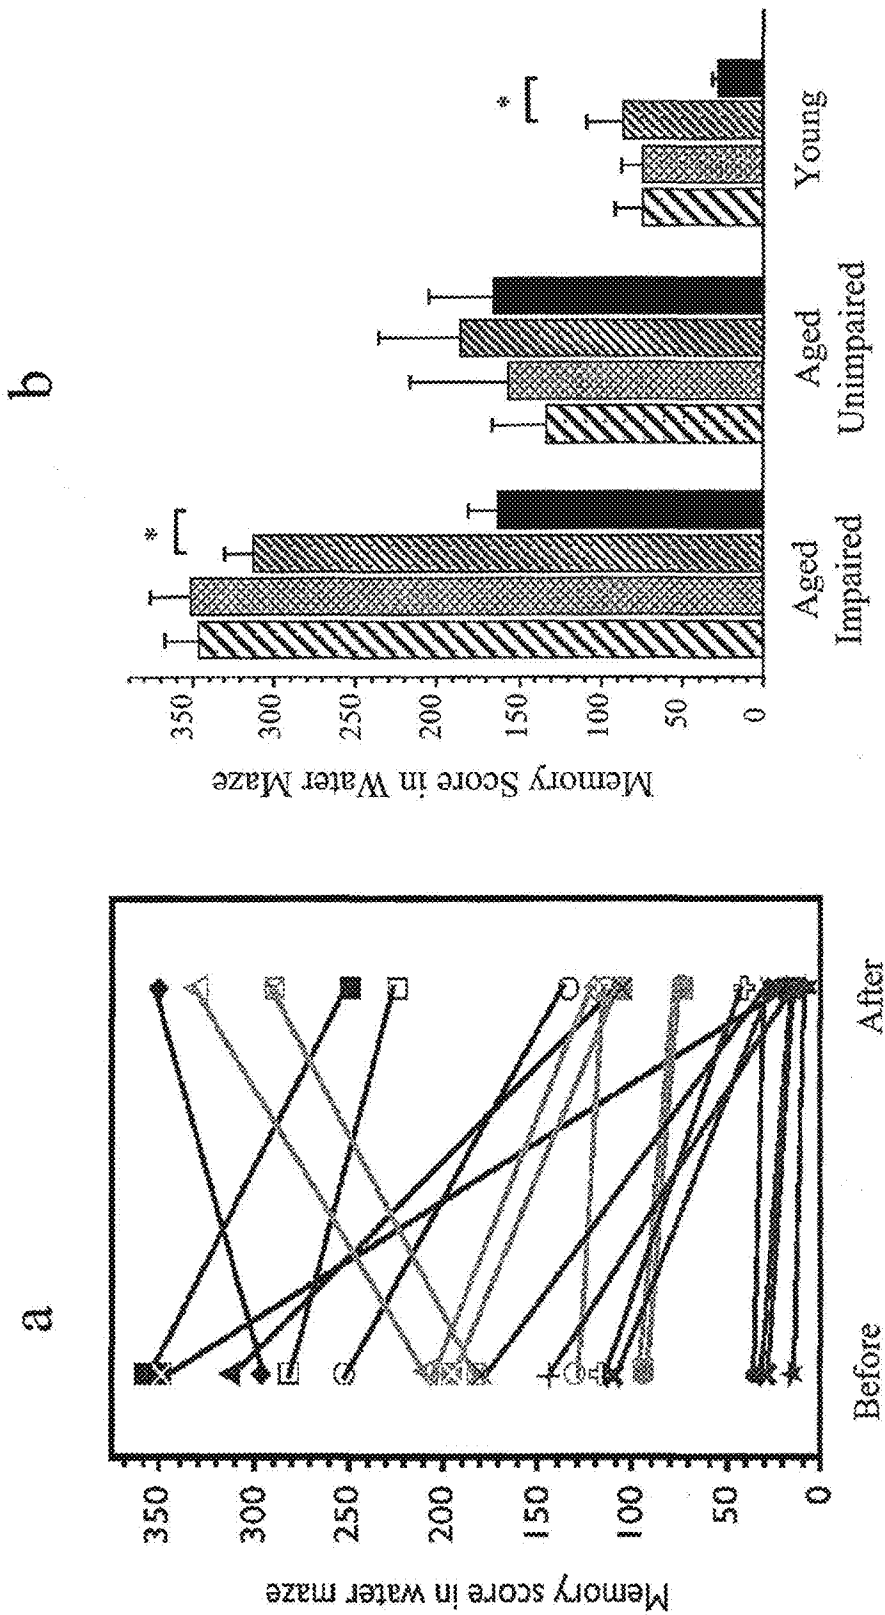 a
Memory score in water maze
350
300
250
200
150
100
50
0
Before
After
b
Memory Score in Water Maze
350
300
250
200
150
100
50
0
*
*
Aged
Impaired
Aged
Unimpaired
Young